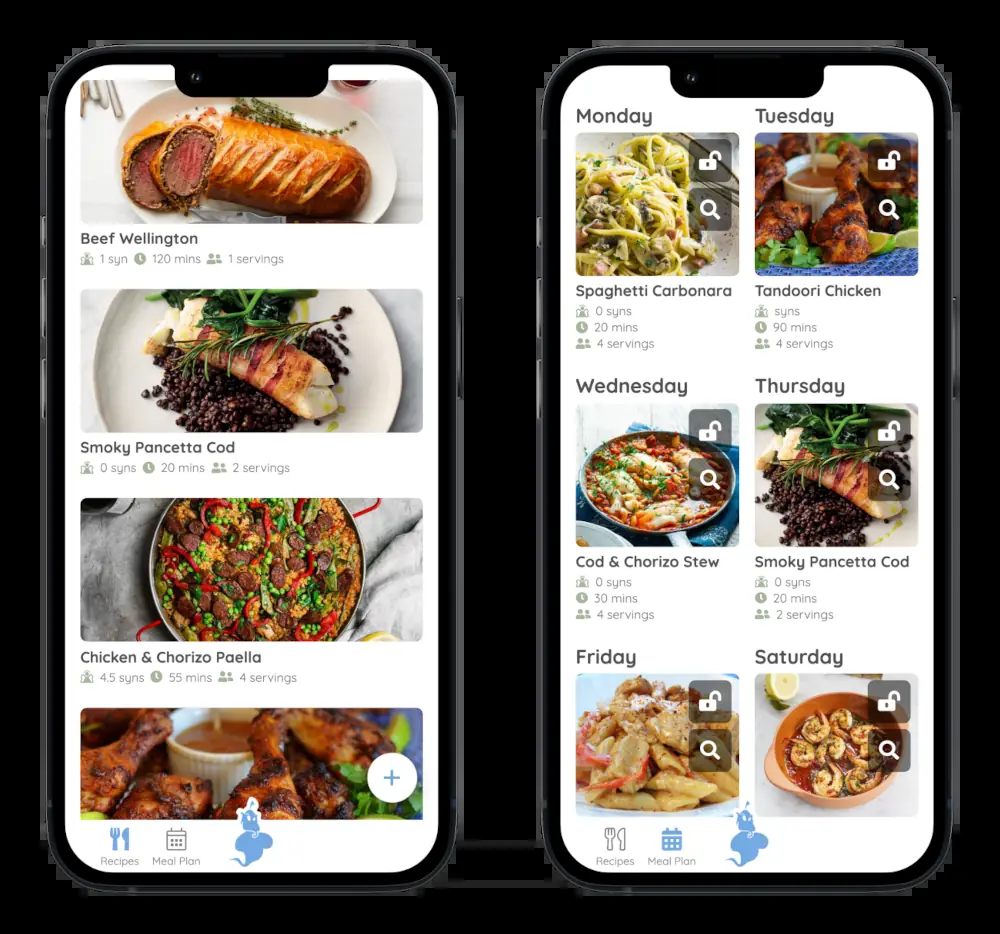 Beef Wellington
1 syn 120 mins 1 servings
Smoky Pancetta Cod
0 syns 20 mins 2 servings
Chicken & Chorizo Paella
4.5 syns 55 mins 4 servings
Recipes Meal Plan
Monday Tuesday
Spaghetti Carbonara Tandoori Chicken
0 syns syns
20 mins 90 mins
4 servings 4 servings
Wednesday Thursday
Cod & Chorizo Stew Smoky Pancetta Cod
0 syns 0 syns
30 mins 20 mins
4 servings 2 servings
Friday Saturday
Recipes Meal Plan